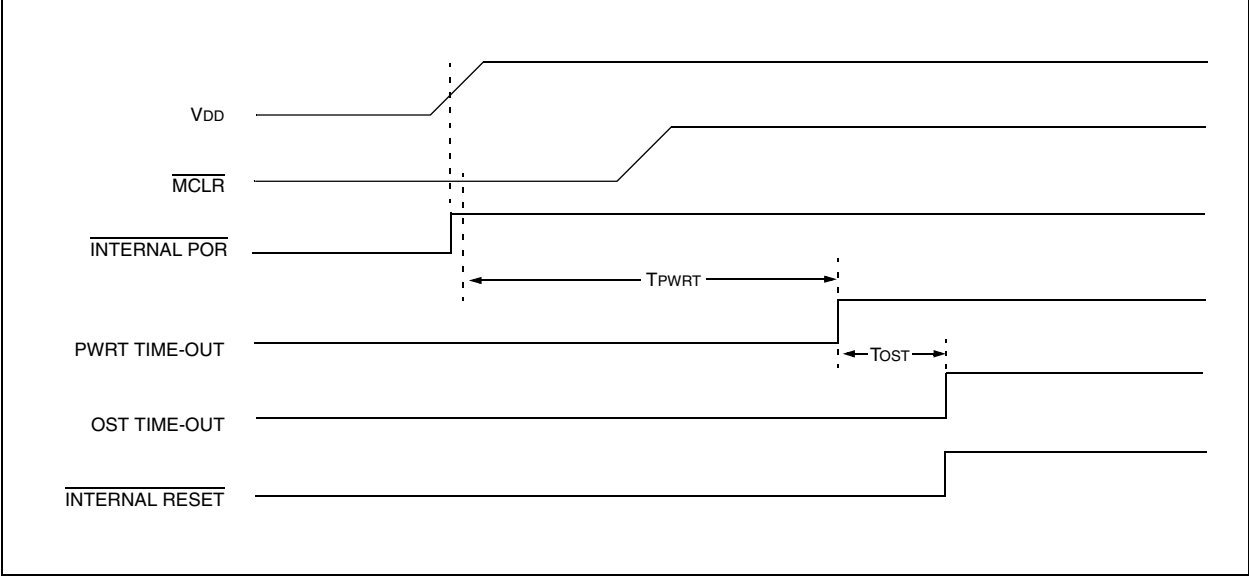 VDD
MCLR
INTERNAL POR
TPWRT
PWRT TIME-OUT
TOST
OST TIME-OUT
INTERNAL RESET